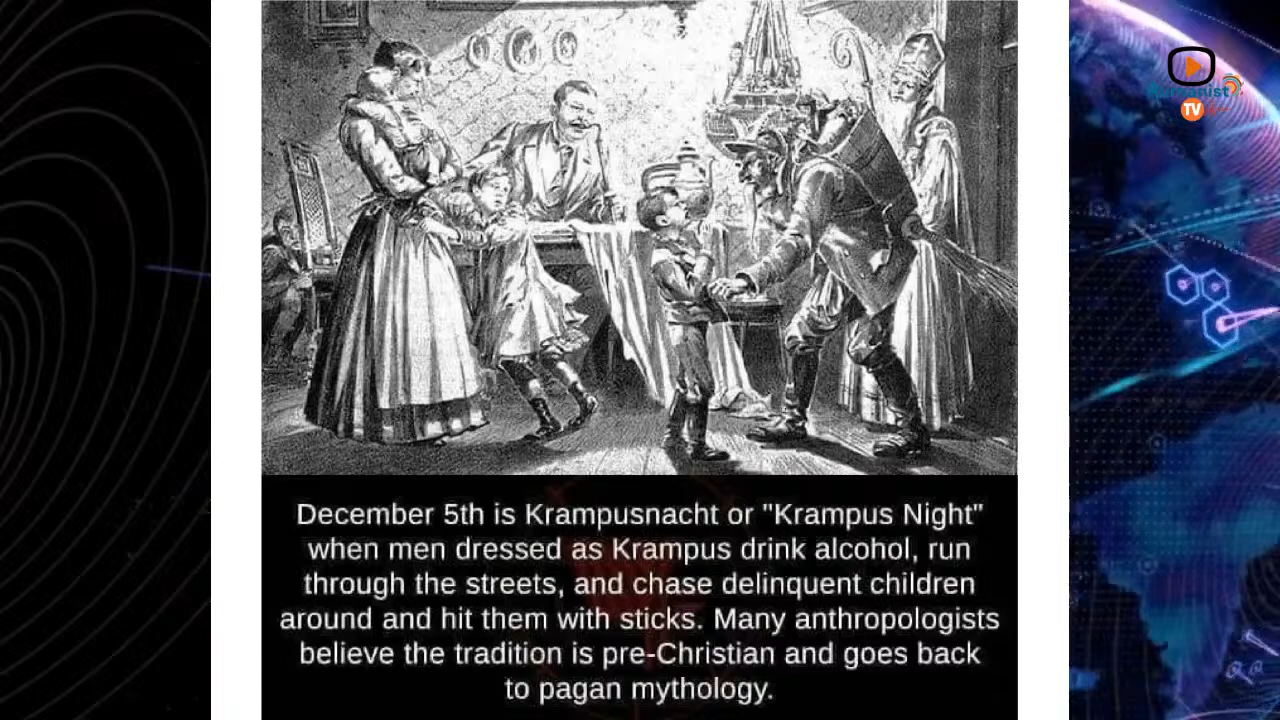 Humanist
TV
December 5th is Krampusnacht or "Krampus Night"
when men dressed as Krampus drink alcohol, run
through the streets, and chase delinquent children
around and hit them with sticks. Many anthropologists
believe the tradition is pre-Christian and goes back
to pagan mythology.